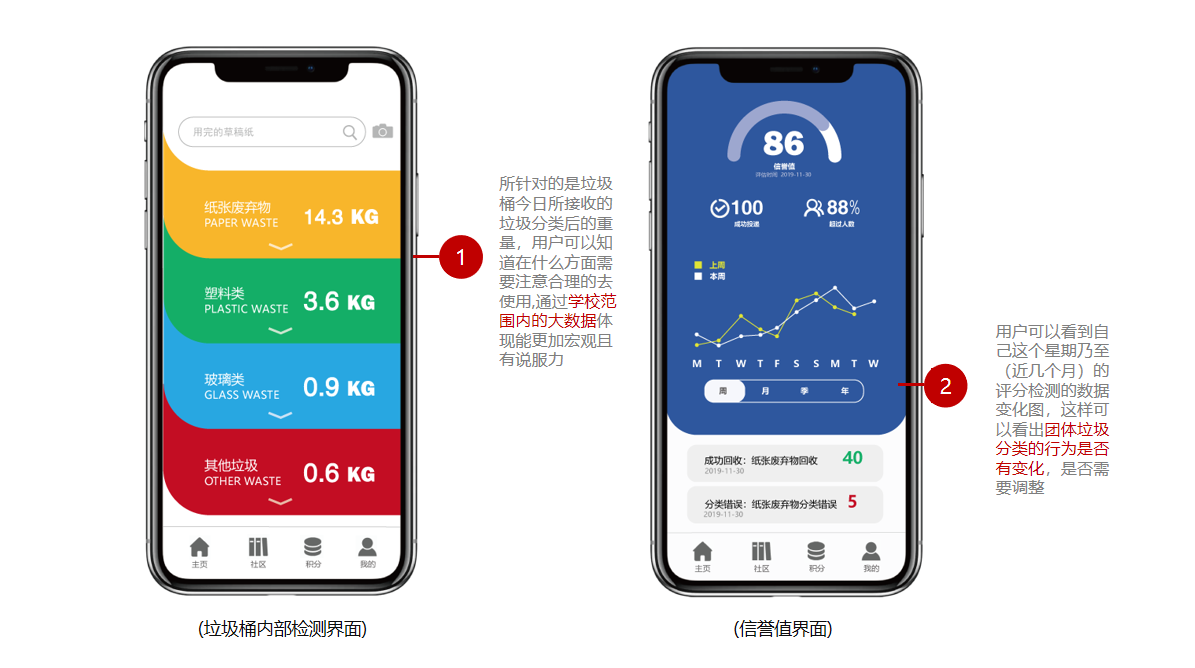 用完的草稿纸
纸张废弃物
PAPER WASTE
14.3 KG
塑料类
PLASTIC WASTE
3.6 KG
玻璃类
GLASS WASTE
0.9 KG
其他垃圾
OTHER WASTE
0.6 KG
主页
社区
积分
我的
(垃圾桶内部检测界面)
1
所针对的是垃圾
桶今日所接收的
垃圾分类后的重
量，用户可以知
道在什么方面需
要注意合理的去
使用,通过学校范
围内的大数据体
现能更加宏观且
有说服力
86
信誉值
评估时间 2019-11-30
100
成功投递
88%
超过人数
上周
本周
M T W T F S S M T W
周 月 季 年
成功回收：纸张废弃物回收
40
2019-11-30
分类错误：纸张废弃物分类错误
5
2019-11-30
主页
社区
积分
我的
(信誉值界面)
2
用户可以看到自
己这个星期乃至
（近几个月）的
评分检测的数据
变化图，这样可
以看出团体垃圾
分类的行为是否
有变化，是否需
要调整